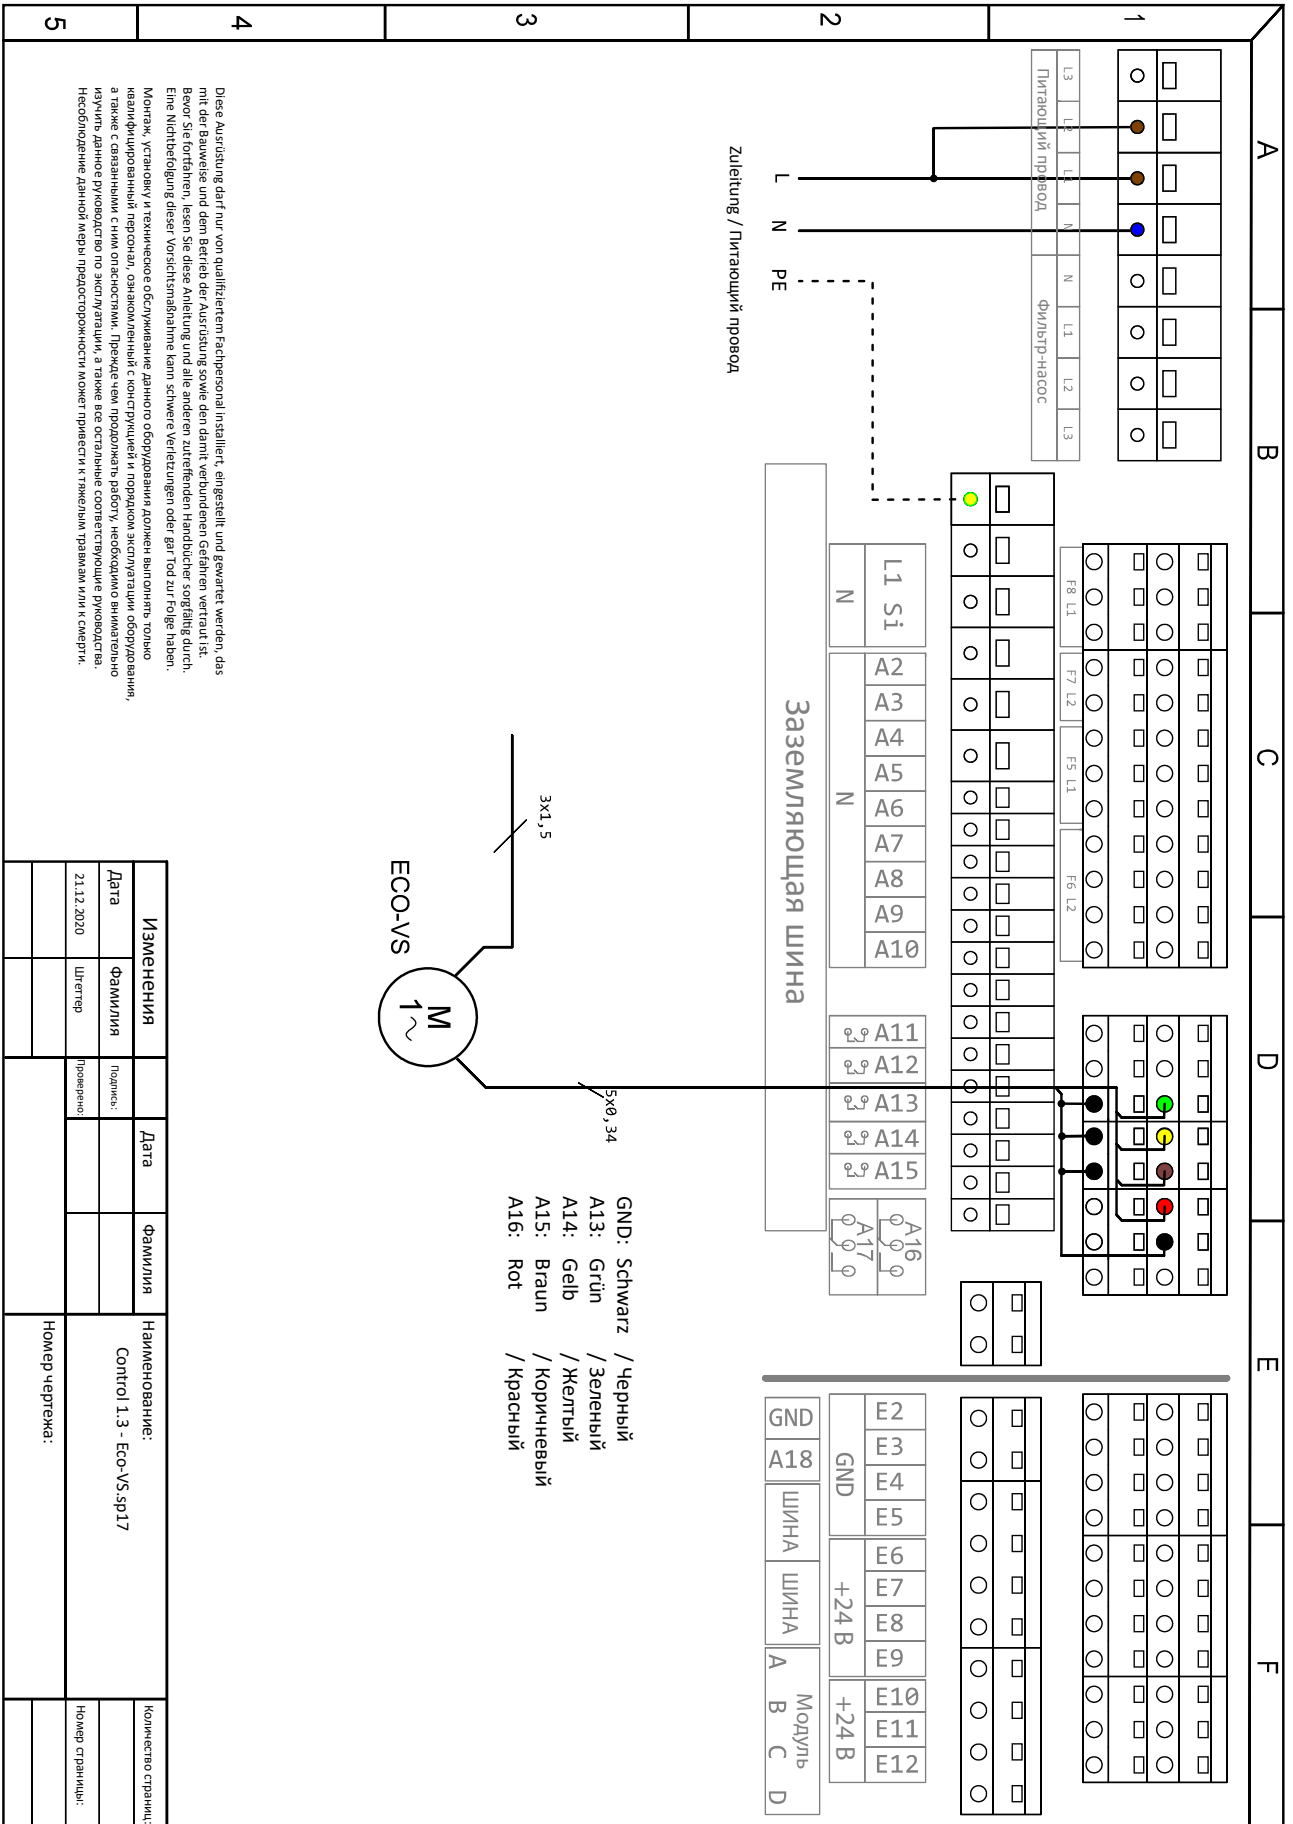 1
2
3
4
5
A
B
C
D
E
F
L3
L2
L1
N
N
L1
L2
L3
Питающий провод
Фильтр-насос
L
N
PE
Zuleitung / Питающий провод
F8 L1
F7 L2
F5 L1
F6 L2
L1 Si
A2
A3
A4
A5
A6
A7
A8
A9
A10
A11
A12
A13
A14
A15
A16
A17
N
N
Заземляющая шина
E2
E3
E4
E5
E6
E7
E8
E9
E10
E11
E12
GND
+24 В
+24 В
GND
A18
ШИНА
ШИНА
Модуль
A B C D
3x1,5
ECO-VS
M
1~
5x0,34
GND: Schwarz / Черный
A13: Grün / Зеленый
A14: Gelb / Желтый
A15: Braun / Коричневый
A16: Rot / Красный
Diese Ausrüstung darf nur von qualifiziertem Fachpersonal installiert, eingestellt und gewartet werden, das
mit der Bauweise und dem Betrieb der Ausrüstung sowie den damit verbundenen Gefahren vertraut ist.
Bevor Sie fortfahren, lesen Sie diese Anleitung und alle anderen zutreffenden Handbücher sorgfältig durch.
Eine Nichtbefolgung dieser Vorsichtsmaßnahme kann schwere Verletzungen oder gar Tod zur Folge haben.
Монтаж, установку и техническое обслуживание данного оборудования должен выполнять только
квалифицированный персонал, ознакомленный с конструкцией и порядком эксплуатации оборудования,
а также с связанными с ним опасностями. Прежде чем продолжать работу, необходимо внимательно
изучить данное руководство по эксплуатации, а также все остальные соответствующие руководства.
Несоблюдение данной меры предосторожности может привести к тяжелым травмам или к смерти.
Изменения
Дата
Фамилия
21.12.2020
Штеттер
Дата
Фамилия
Подпись:
Проверено:
Наименование:
Control 1.3 - Eco-VS.sp17
Номер чертежа:
Количество страниц:
Номер страницы: